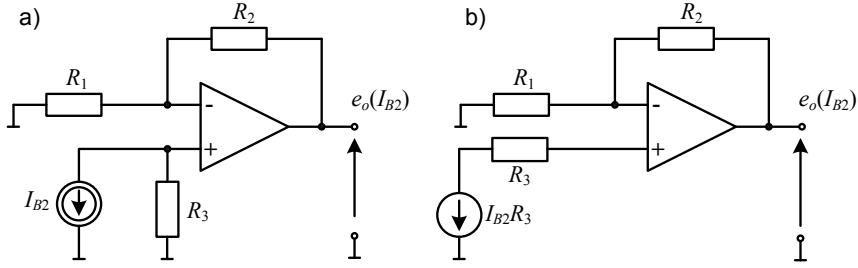 a)
R2
R1
-
+
eo(IB2)
IB2
R3
b)
R2
R1
-
+
eo(IB2)
R3
IB2R3